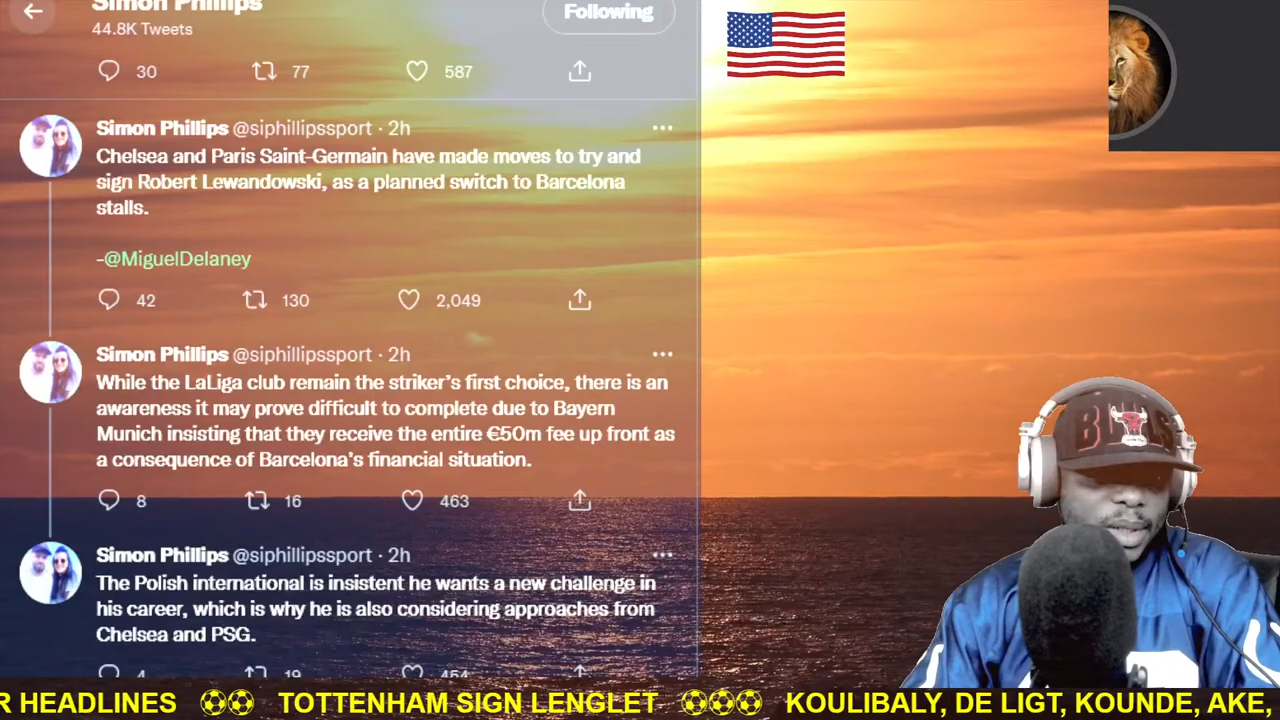 Simon Phillips
44.8K Tweets
Following
30 77 587
Simon Phillips @siphillipssport · 2h
Chelsea and Paris Saint-Germain have made moves to try and
sign Robert Lewandowski, as a planned switch to Barcelona
stalls.
-@MiguelDelaney
42 130 2,049
Simon Phillips @siphillipssport · 2h
While the LaLiga club remain the striker's first choice, there is an
awareness it may prove difficult to complete due to Bayern
Munich insisting that they receive the entire €50m fee up front as
a consequence of Barcelona's financial situation.
8 16 463
Simon Phillips @siphillipssport · 2h
The Polish international is insistent he wants a new challenge in
his career, which is why he is also considering approaches from
Chelsea and PSG.
4 19 454
BULLS
R HEADLINES ⚽⚽ TOTTENHAM SIGN LENGLET ⚽⚽⚽ KOULIBALY, DE LIGT, KOUNDE, AKE,